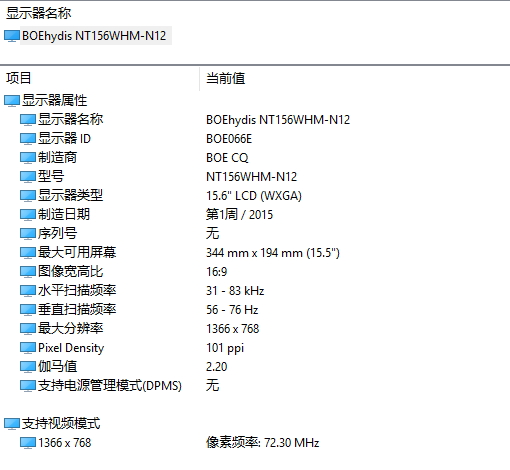 显示器名称
BOEhydis NT156WHM-N12
项目 当前值
显示器属性
显示器名称 BOEhydis NT156WHM-N12
显示器 ID BOE066E
制造商 BOE CQ
型号 NT156WHM-N12
显示器类型 15.6" LCD (WXGA)
制造日期 第1周 / 2015
序列号 无
最大可用屏幕 344 mm x 194 mm (15.5")
图像宽高比 16:9
水平扫描频率 31 - 83 kHz
垂直扫描频率 56 - 76 Hz
最大分辨率 1366 x 768
Pixel Density 101 ppi
伽马值 2.20
支持电源管理模式(DPMS) 无
支持视频模式
1366 x 768 像素频率: 72.30 MHz